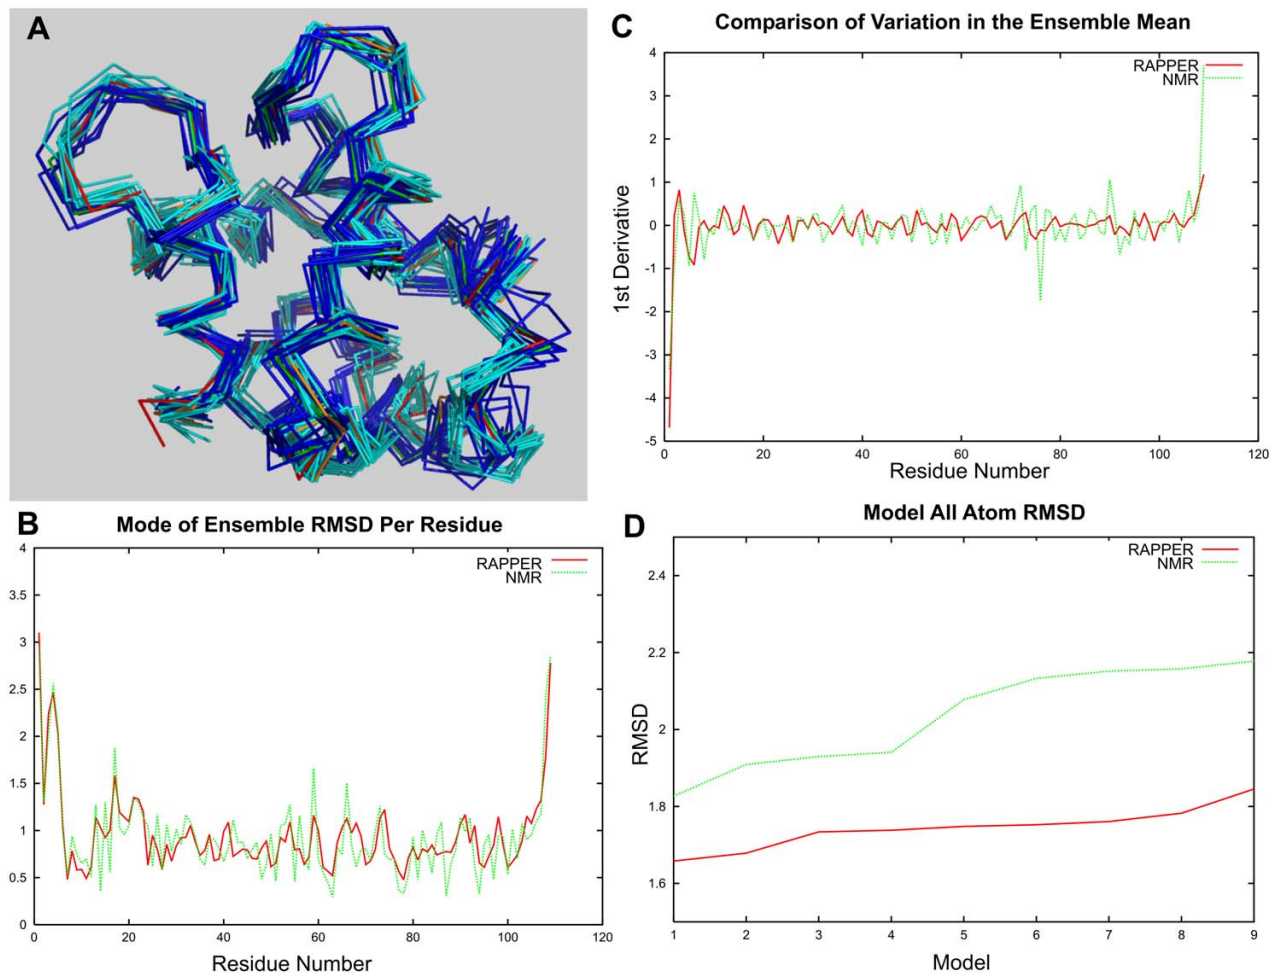 A
C
Comparison of Variation in the Ensemble Mean
RAPPER
NMR
4
3
2
1
0
-1
-2
-3
-4
-5
1st Derivative
0 20 40 60 80 100 120
Residue Number
B
Mode of Ensemble RMSD Per Residue
RAPPER
NMR
4
3.5
3
2.5
2
1.5
1
0.5
0
0 20 40 60 80 100 120
Residue Number
D
Model All Atom RMSD
RAPPER
NMR
2.4
2.2
2
1.8
1.6
RMSD
1 2 3 4 5 6 7 8 9
Model